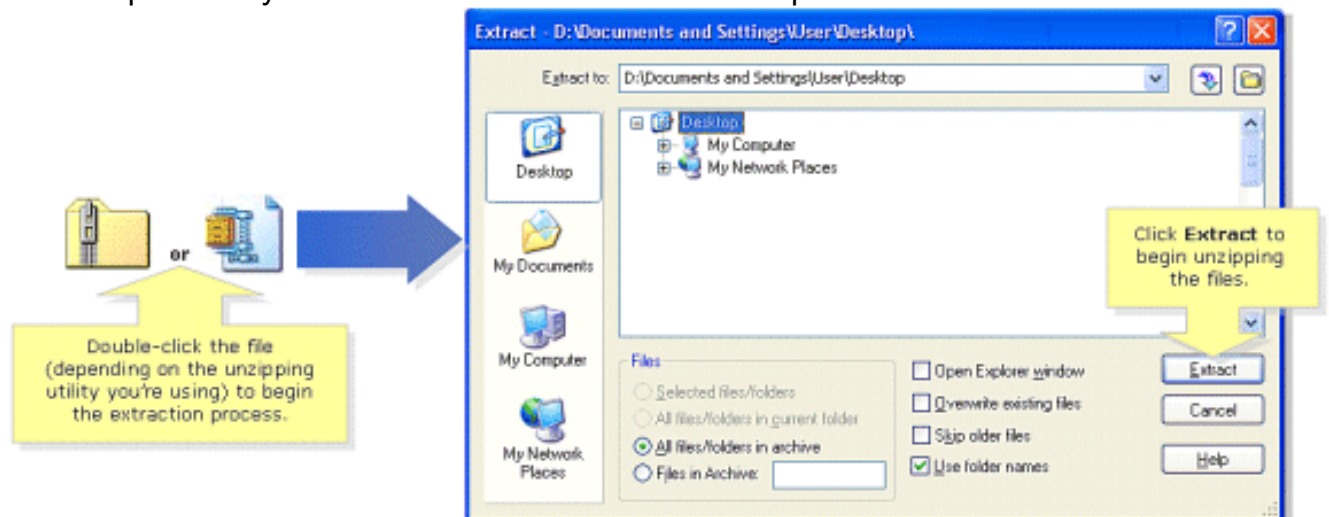 Extract - D:\Documents and Settings\User\Desktop\
Extract to: D:\Documents and Settings\User\Desktop
Desktop
My Documents
My Computer
My Network
Places
Desktop
My Computer
My Network Places
or
Double-click the file
(depending on the unzipping
utility you're using) to begin
the extraction process.
Click Extract to
begin unzipping
the files.
Files
Selected files/folders
All files/folders in current folder
All files/folders in archive
Files in Archive:
Open Explorer window
Overwrite existing files
Skip older files
Use folder names
Extract
Cancel
Help